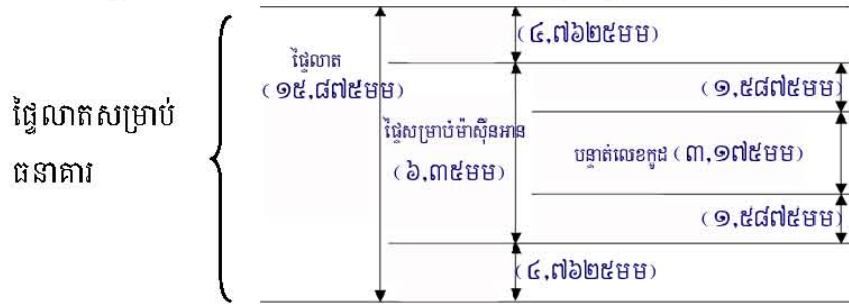 (៤,៧៦២៥មម)
ផ្ទៃលាត
(១៥,៨៧៥មម)
(១,៥៨៧៥មម)
ផ្ទៃលាតសម្រាប់
ធនាគារ
ផ្ទៃសម្រាប់ម៉ាស៊ីនអាន
(៦,៣៥មម)
បន្ទាត់លេខកូដ (៣,១៧៥មម)
(១,៥៨៧៥មម)
(៤,៧៦២៥មម)